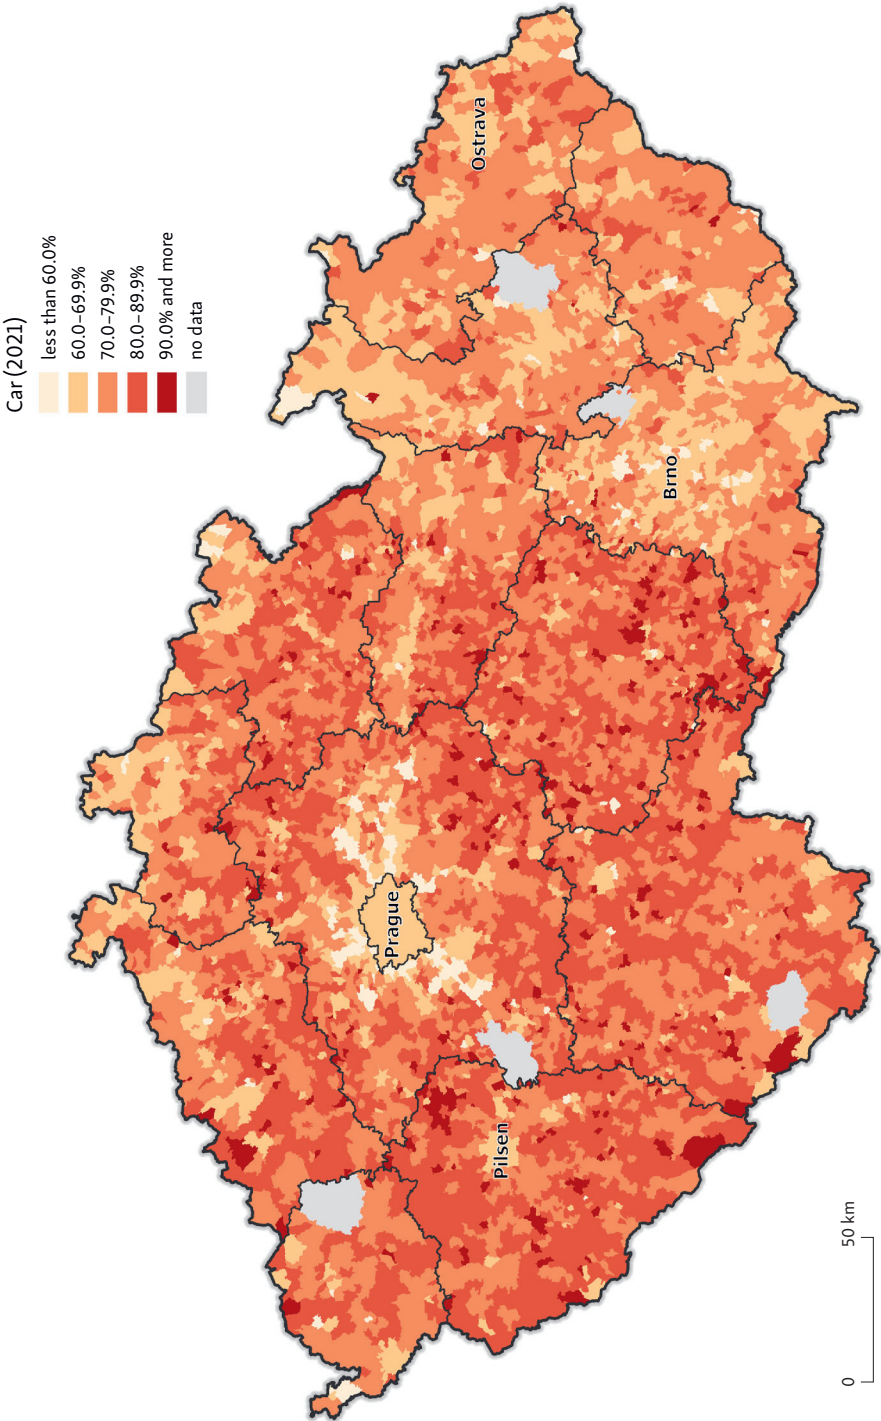 Car (2021)
less than 60.0%
60.0–69.9%
70.0–79.9%
80.0–89.9%
90.0% and more
no data
Ostrava
Brno
Prague
Pilsen
0
50 km